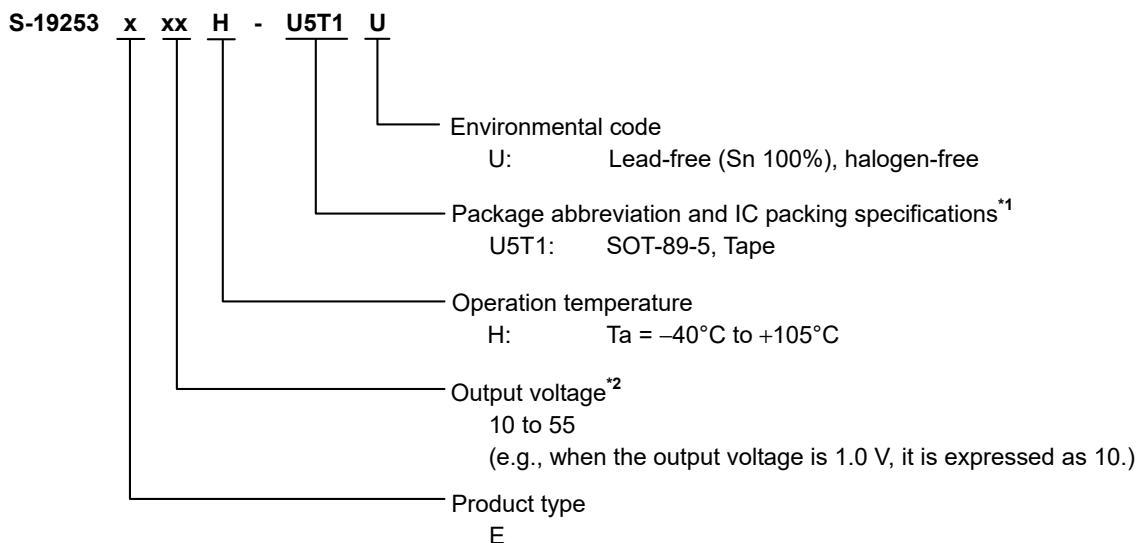 S-19253 x xx H - U5T1 U
Environmental code
U: Lead-free (Sn 100%), halogen-free
Package abbreviation and IC packing specifications*1
U5T1: SOT-89-5, Tape
Operation temperature
H: Ta = −40°C to +105°C
Output voltage*2
10 to 55
(e.g., when the output voltage is 1.0 V, it is expressed as 10.)
Product type
E